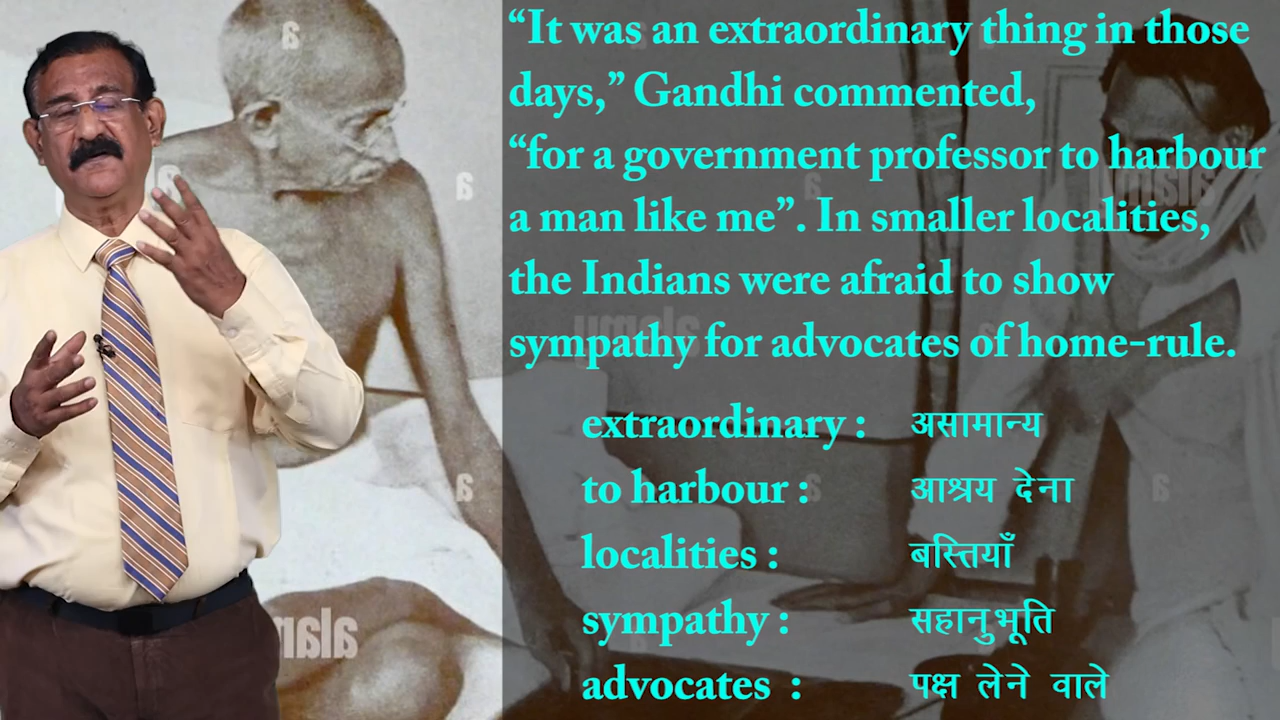 “It was an extraordinary thing in those
days,” Gandhi commented,
“for a government professor to harbour
a man like me”. In smaller localities,
the Indians were afraid to show
sympathy for advocates of home-rule.
extraordinary : असामान्य
to harbour : आश्रय देना
localities : बस्तियाँ
sympathy : सहानुभूति
advocates : पक्ष लेने वाले
a
a
a
a
a
a
alamy
alamy